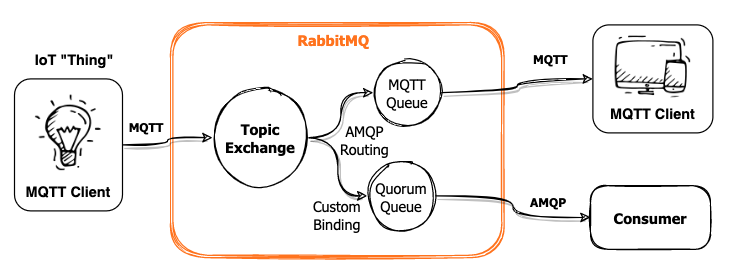 RabbitMQ
IoT "Thing"
MQTT Client
MQTT
Topic
Exchange
AMQP
Routing
Custom
Binding
MQTT
Queue
Quorum
Queue
MQTT
MQTT Client
AMQP
Consumer